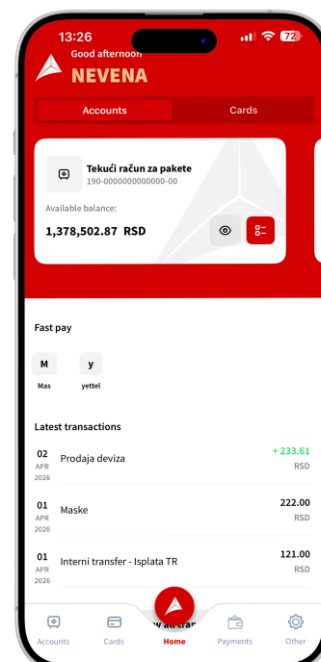 13:26
72
Good afternoon
NEVENA
Accounts
Cards
Tekući račun za pakete
190-0000000000000-00
Available balance:
1,378,502.87 RSD
Fast pay
M
y
Mas
yettel
Latest transactions
02
APR
2026
Prodaja deviza
+ 233.61
RSD
01
APR
2026
Maske
222.00
RSD
01
APR
2026
Interni transfer - Isplata TR
121.00
RSD
Accounts
Cards
Home
Payments
Other